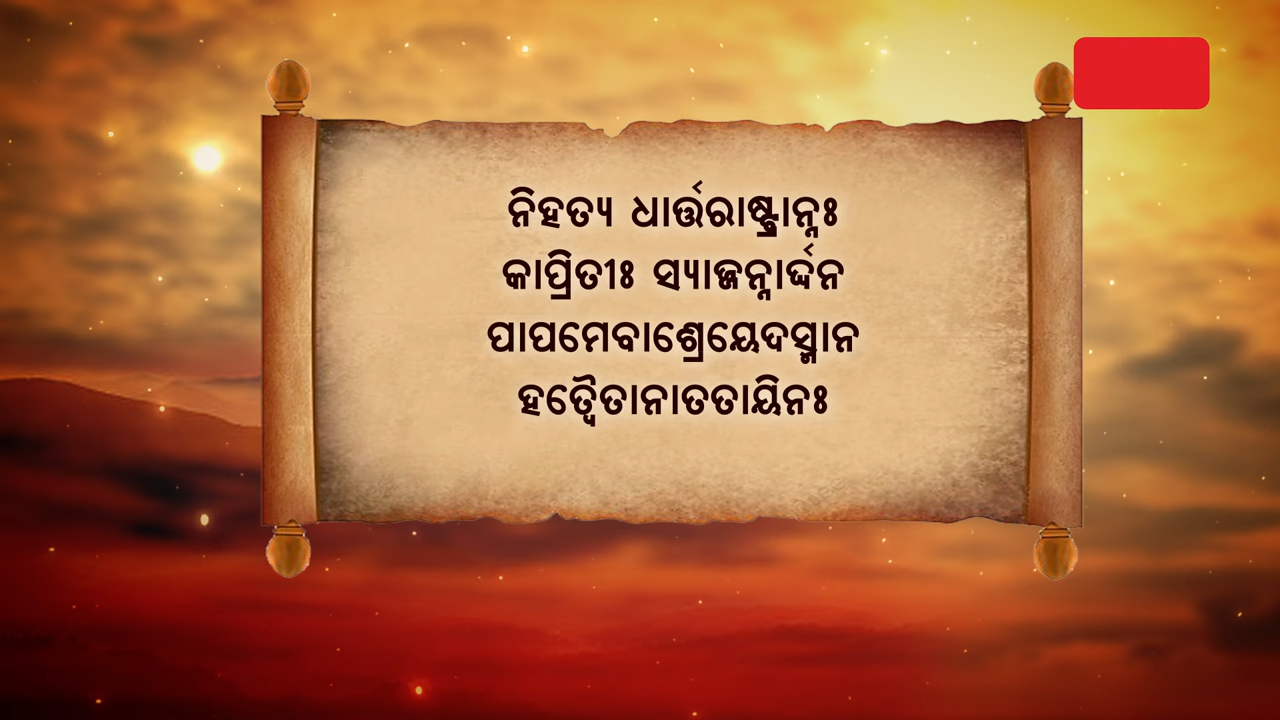 ନିହତ୍ୟ ଧାର୍ତ୍ତରାଷ୍ଟ୍ରାନ୍ନଃ
କାପ୍ରିତୀଃ ସ୍ୟାଜ୍ଜନ୍ନାର୍ଦ୍ଦନ
ପାପମେବାଶ୍ରେୟେଦସ୍ମାନ
ହତ୍ୱୈତାନାତତାୟିନଃ